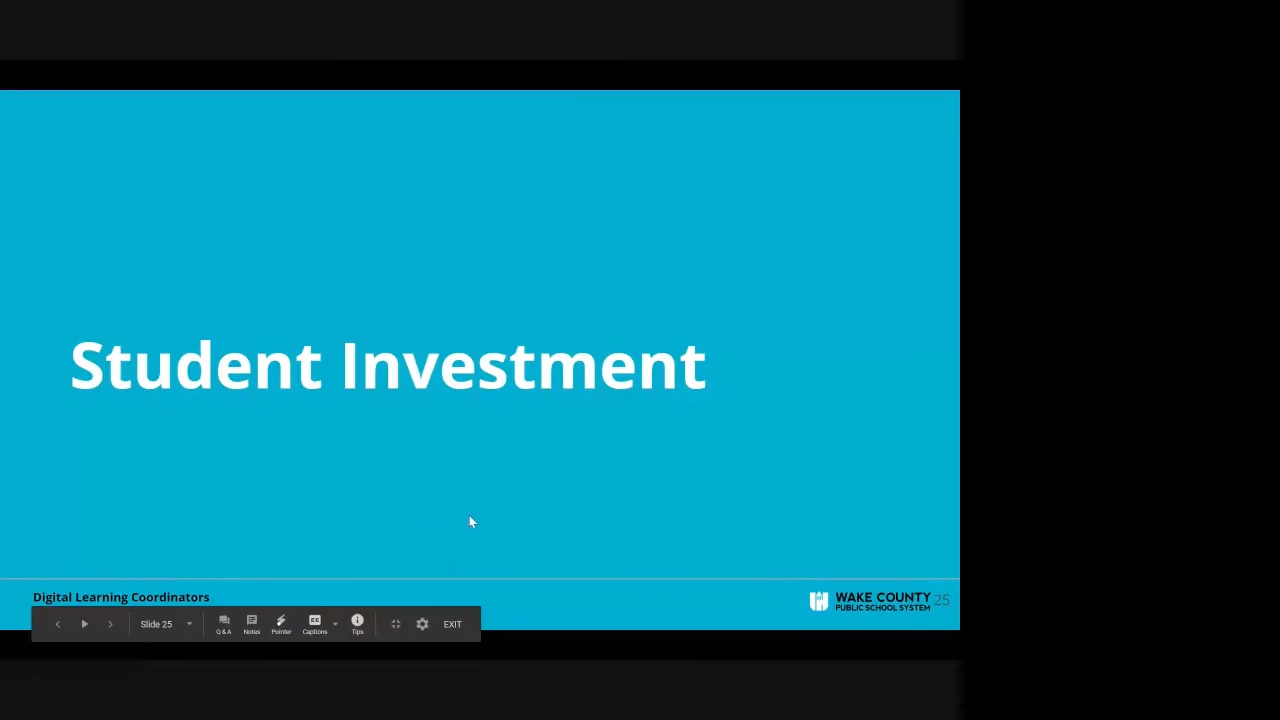 Student Investment
Digital Learning Coordinators
WAKE COUNTY
PUBLIC SCHOOL SYSTEM
25
Slide 25
Q & A
Notes
Pointer
Captions
Tips
EXIT